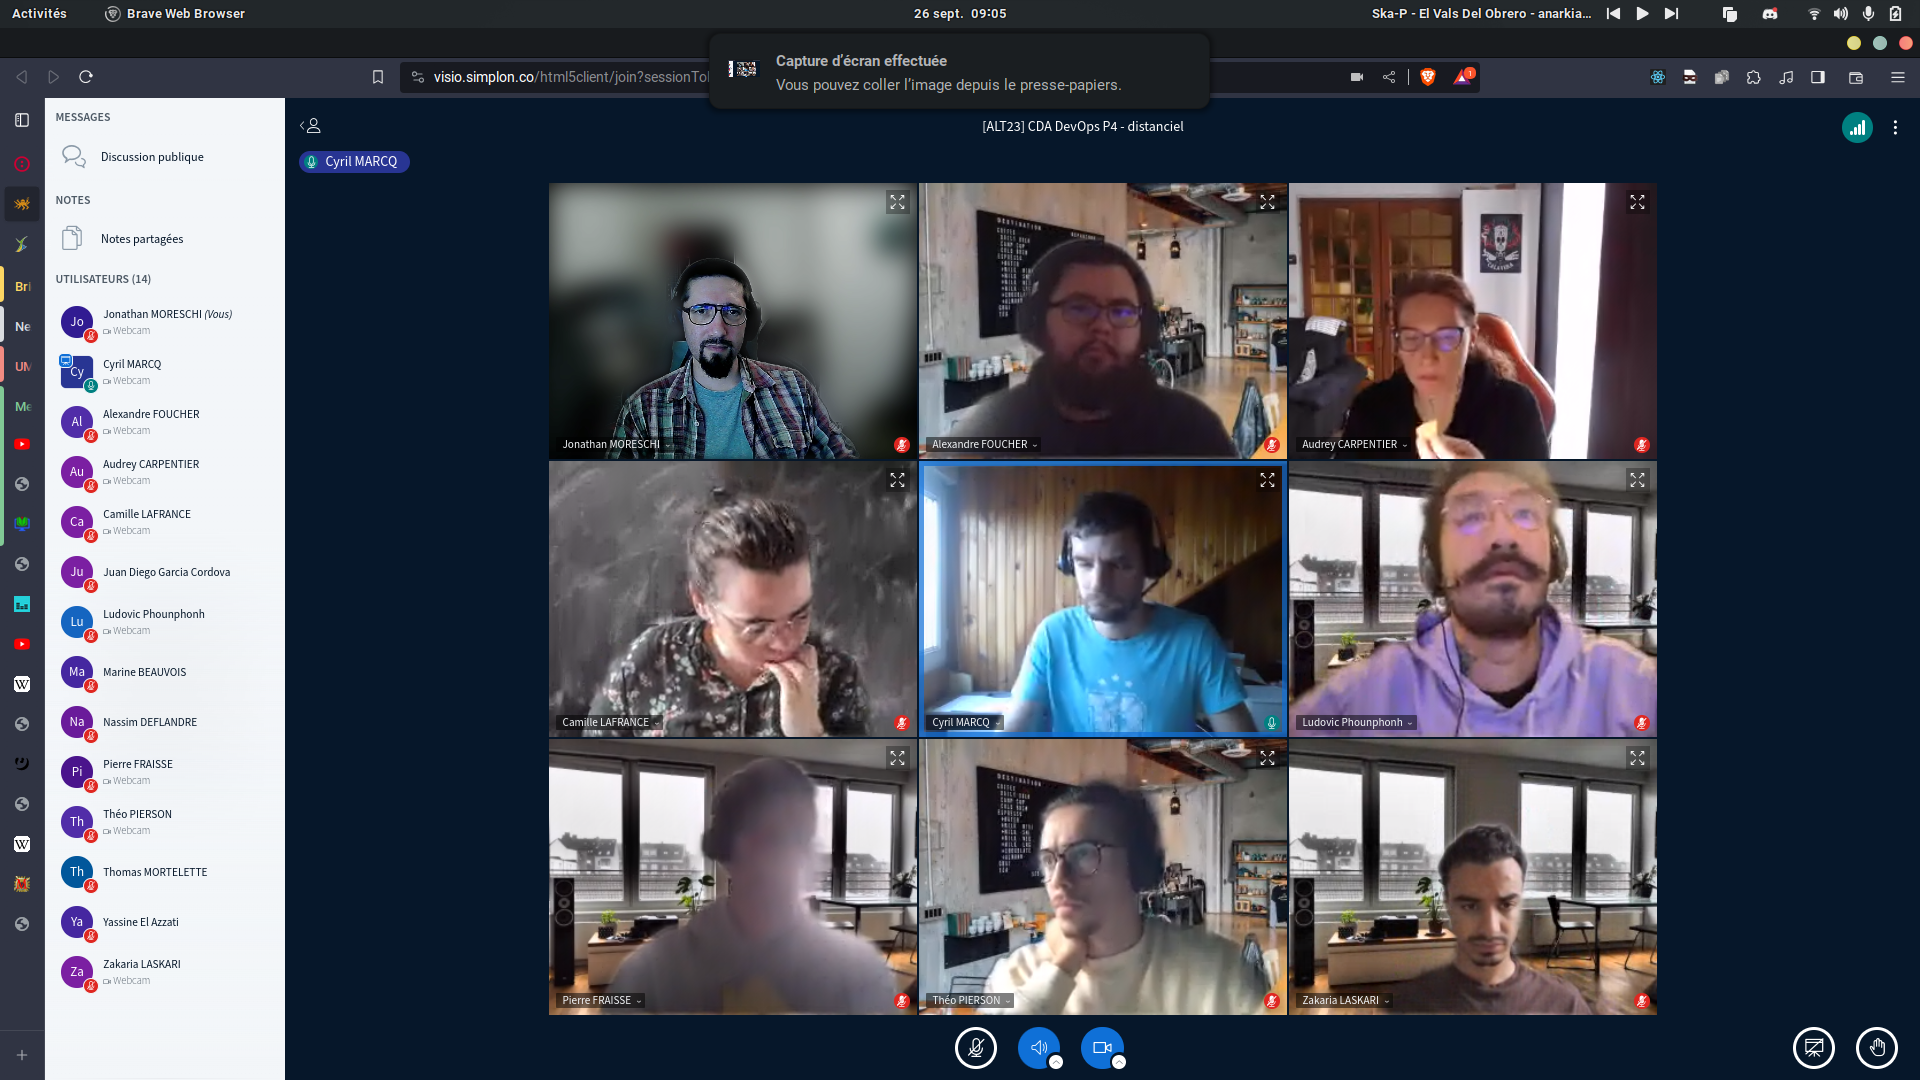 Activités
Brave Web Browser
26 sept.  09:05
Ska-P - El Vals Del Obrero - anarkia…
Capture d'écran effectuée
Vous pouvez coller l'image depuis le presse-papiers.
visio.simplon.co/html5client/join?sessionTo
1
MESSAGES
Discussion publique
NOTES
Notes partagées
UTILISATEURS (14)
Jo
Jonathan MORESCHI (Vous)
Webcam
Cy
Cyril MARCQ
Webcam
Al
Alexandre FOUCHER
Webcam
Au
Audrey CARPENTIER
Webcam
Ca
Camille LAFRANCE
Webcam
Ju
Juan Diego Garcia Cordova
Lu
Ludovic Phounphonh
Webcam
Ma
Marine BEAUVOIS
Na
Nassim DEFLANDRE
Pi
Pierre FRAISSE
Webcam
Th
Théo PIERSON
Webcam
Th
Thomas MORTELETTE
Ya
Yassine El Azzati
Za
Zakaria LASKARI
Webcam
Bri
Ne
UM
Me
W
W
[ALT23] CDA DevOps P4 - distanciel
Cyril MARCQ
Jonathan MORESCHI
DESTINATION
Alexandre FOUCHER
CALAVERA
Audrey CARPENTIER
Camille LAFRANCE
Cyril MARCQ
Ludovic Phounphonh
Pierre FRAISSE
DESTINATION
Théo PIERSON
Zakaria LASKARI